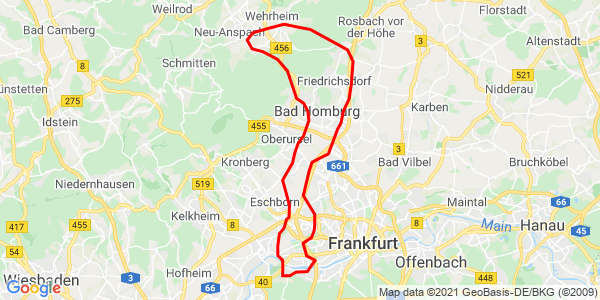 Weilrod
Wehrheim
Rosbach vor
der Höhe
Florstadt
Bad Camberg
Neu-Anspach
3
456
Altenstadt
Schmitten
Friedrichsdorf
521
Nidderau
275
Bad Homburg
Karben
Idstein
455
Oberursel
3
Kronberg
661
Bad Vilbel
Bruchköbel
Niedernhausen
519
Eschborn
Maintal
66
8
Kelkheim
417
455
8
Main
Hanau
45
66
Frankfurt
Wiesbaden
3
Hofheim
40
Offenbach
448
Google
Map data ©2021 GeoBasis-DE/BKG (©2009)